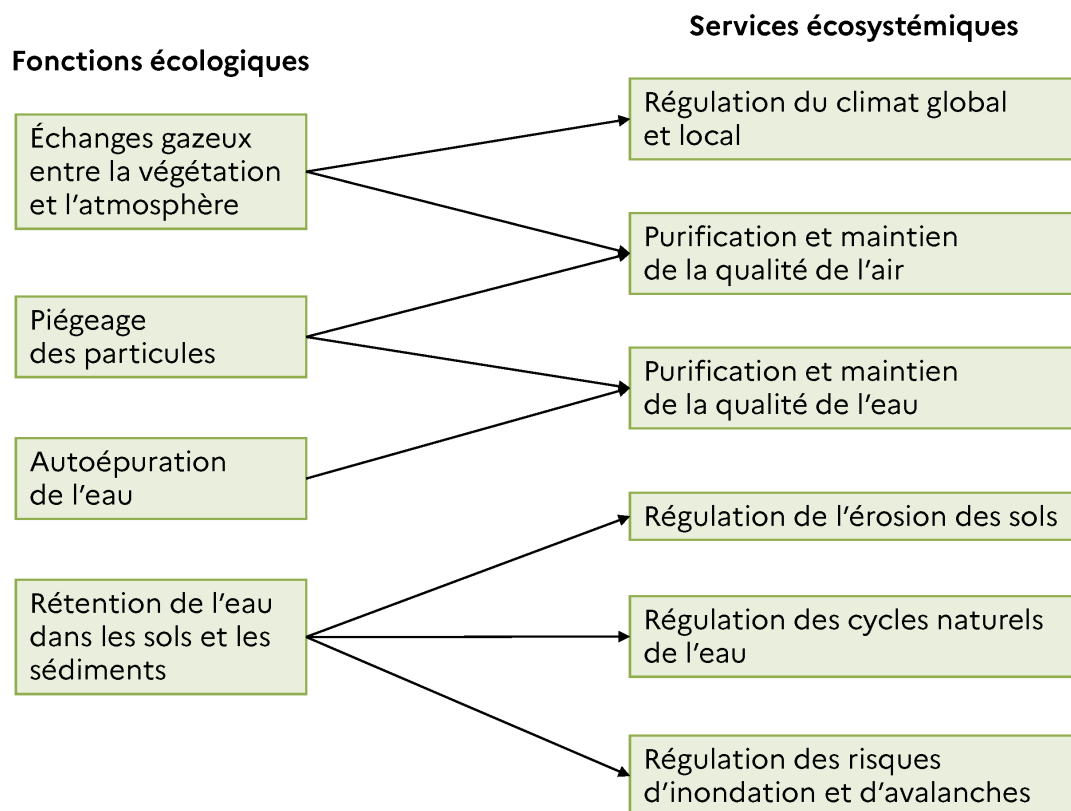 Fonctions écologiques
Échanges gazeux
entre la végétation
et l'atmosphère
Piégeage
des particules
Autoépuration
de l'eau
Rétention de l'eau
dans les sols et les
sédiments
Services écosystémiques
Régulation du climat global
et local
Purification et maintien
de la qualité de l'air
Purification et maintien
de la qualité de l'eau
Régulation de l'érosion des sols
Régulation des cycles naturels
de l'eau
Régulation des risques
d'inondation et d'avalanches